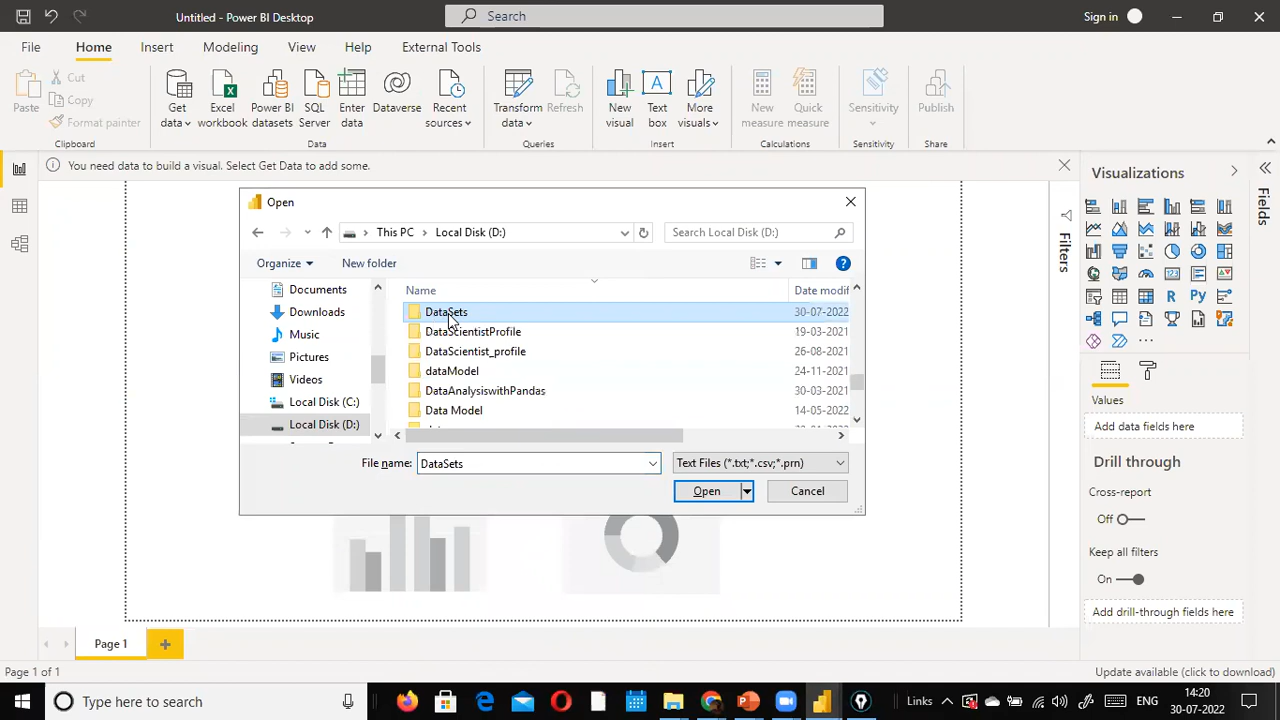 Untitled - Power BI Desktop
Search
Sign in
File
Home
Insert
Modeling
View
Help
External Tools
Paste
Cut
Copy
Format painter
Clipboard
Get data
Excel workbook
Power BI datasets
SQL Server
Enter data
Dataverse
Recent sources
Data
Transform data
Refresh
Queries
New visual
Text box
More visuals
Insert
New measure
Quick measure
Calculations
Sensitivity
Sensitivity
Publish
Share
You need data to build a visual. Select Get Data to add some.
Open
This PC
Local Disk (D:)
Search Local Disk (D:)
Organize
New folder
Documents
Downloads
Music
Pictures
Videos
Local Disk (C:)
Local Disk (D:)
Name
Date modif
DataSets 30-07-2022
DataScientistProfile 19-03-2021
DataScientist_profile 26-08-2021
dataModel 24-11-2021
DataAnalysiswithPandas 30-03-2021
Data Model 14-05-2022
File name:
DataSets
Text Files (*.txt;*.csv;*.prn)
Open
Cancel
Filters
Visualizations
Fields
Values
Add data fields here
Drill through
Cross-report
Off
Keep all filters
On
Add drill-through fields here
Page 1
Page 1 of 1
Update available (click to download)
Type here to search
Links
ENG
14:20
30-07-2022